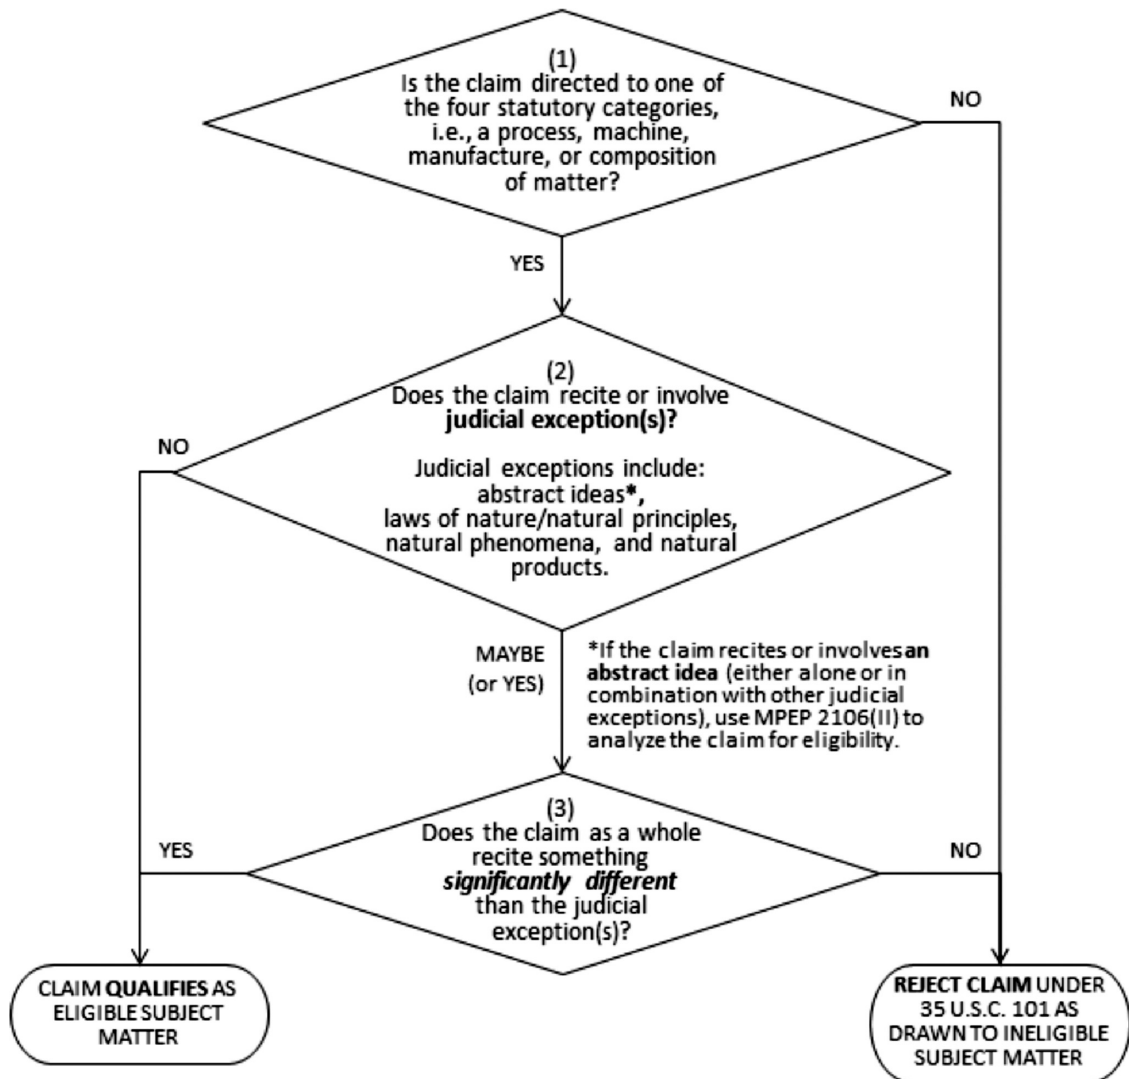 (1)
Is the claim directed to one of
the four statutory categories,
i.e., a process, machine,
manufacture, or composition
of matter?
NO
YES
(2)
Does the claim recite or involve
judicial exception(s)?
NO
Judicial exceptions include:
abstract ideas*,
laws of nature/natural principles,
natural phenomena, and natural
products.
MAYBE
(or YES)
*If the claim recites or involves an
abstract idea (either alone or in
combination with other judicial
exceptions), use MPEP 2106(II) to
analyze the claim for eligibility.
(3)
Does the claim as a whole
recite something
significantly different
than the judicial
exception(s)?
YES
NO
CLAIM QUALIFIES AS
ELIGIBLE SUBJECT
MATTER
REJECT CLAIM UNDER
35 U.S.C. 101 AS
DRAWN TO INELIGIBLE
SUBJECT MATTER